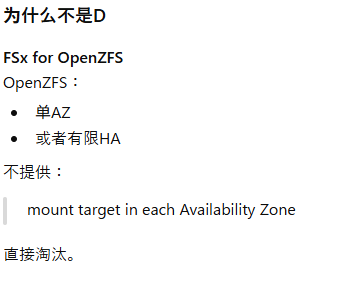 为什么不是D
FSx for OpenZFS
OpenZFS：
• 单AZ
• 或者有限HA
不提供：
mount target in each Availability Zone
直接淘汰。